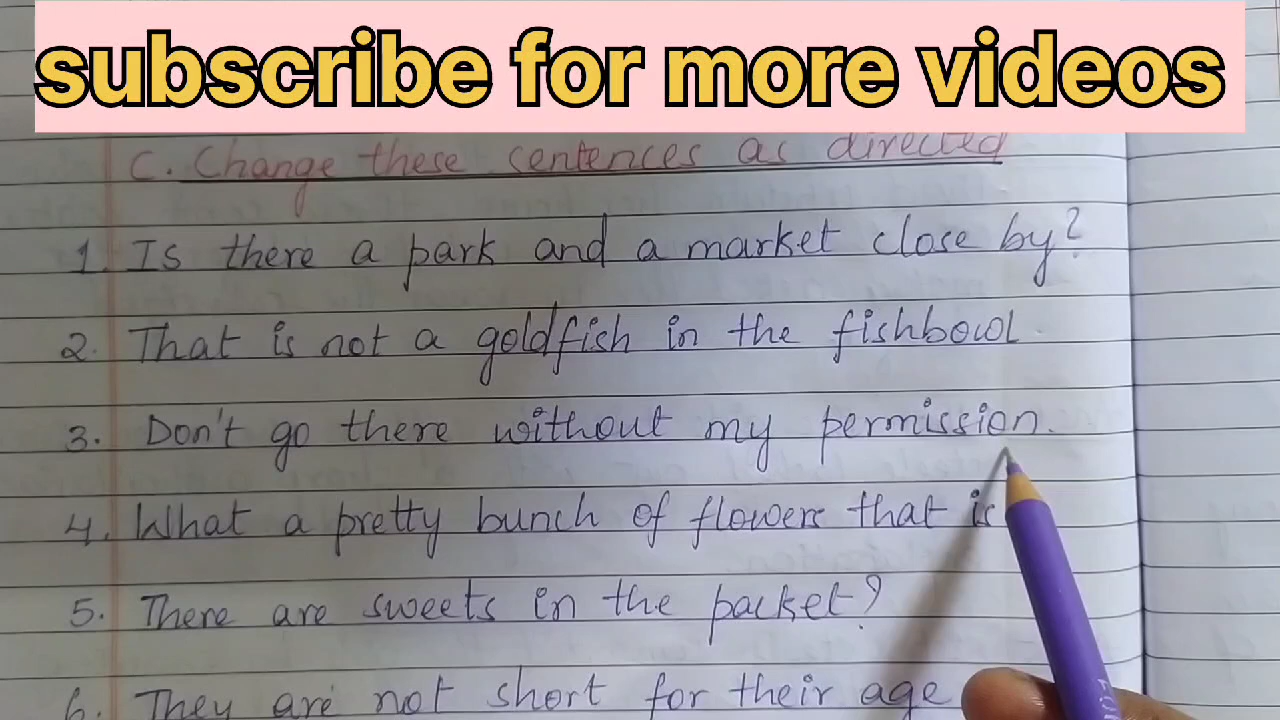 subscribe for more videos
C. Change these sentences as directed
1. Is there a park and a market close by?
2. That is not a goldfish in the fishbowl.
3. Don't go there without my permission.
4. What a pretty bunch of flowers that is
5. There are sweets in the packet?
6. They are not short for their age